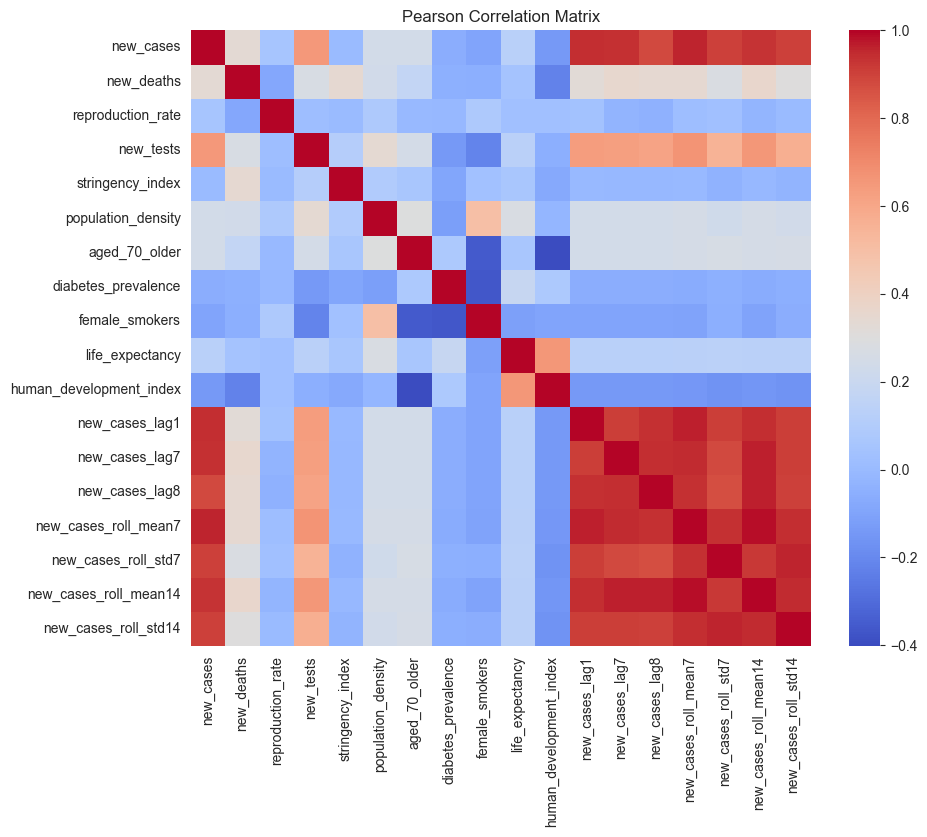 Pearson Correlation Matrix
new_cases
new_deaths
reproduction_rate
new_tests
stringency_index
population_density
aged_70_older
diabetes_prevalence
female_smokers
life_expectancy
human_development_index
new_cases_lag1
new_cases_lag7
new_cases_lag8
new_cases_roll_mean7
new_cases_roll_std7
new_cases_roll_mean14
new_cases_roll_std14
new_cases
new_deaths
reproduction_rate
new_tests
stringency_index
population_density
aged_70_older
diabetes_prevalence
female_smokers
life_expectancy
human_development_index
new_cases_lag1
new_cases_lag7
new_cases_lag8
new_cases_roll_mean7
new_cases_roll_std7
new_cases_roll_mean14
new_cases_roll_std14
1.0
0.8
0.6
0.4
0.2
0.0
−0.2
−0.4